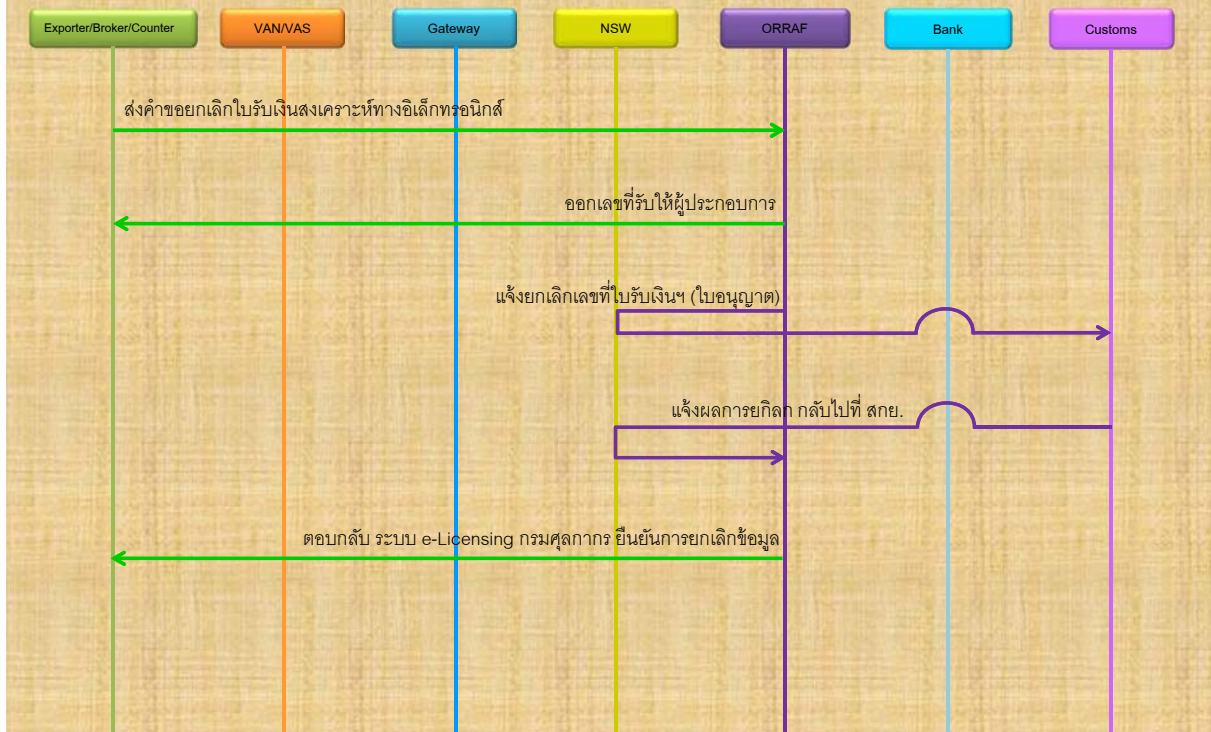 Exporter/Broker/Counter
VAN/VAS
Gateway
NSW
ORRAF
Bank
Customs
ส่งคำขอยกเลิกใบรับเงินสงเคราะห์ทางอิเล็กทรอนิกส์
ออกเลขที่รับให้ผู้ประกอบการ
แจ้งยกเลิกเลขที่ใบรับเงินฯ (ใบอนุญาต)
แจ้งผลการยกิลก กลับไปที่ สกย.
ตอบกลับ ระบบ e-Licensing กรมศุลกากร ยืนยันการยกเลิกข้อมูล